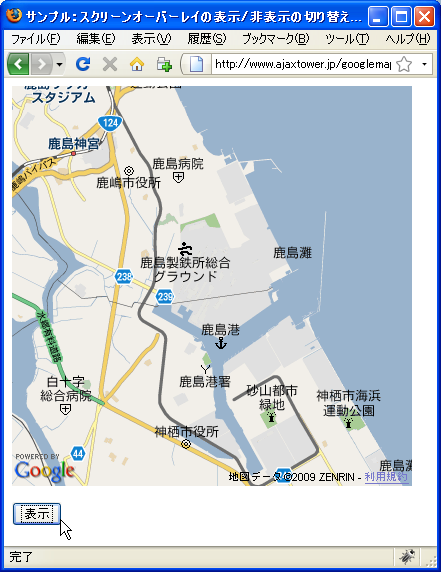 サンプル：スクリーンオーバーレイの表示/非表示の切り替え...
ファイル(F) 編集(E) 表示(V) 履歴(S) ブックマーク(B) ツール(T) ヘルプ(H)
http://www.ajaxtower.jp/googlemap
スタジアム
124
鹿島神宮
鹿島病院
鹿嶋市役所
鹿嶋バイパス
鹿島製鉄所総合
グラウンド
鹿島灘
238
239
水郷有料道路
鹿島港
白十字
総合病院
鹿島港署
砂山都市
緑地
神栖市海浜
運動公園
神栖市役所
44
鹿島灘
POWERED BY
Google
地図データ ©2009 ZENRIN - 利用規約
表示
完了